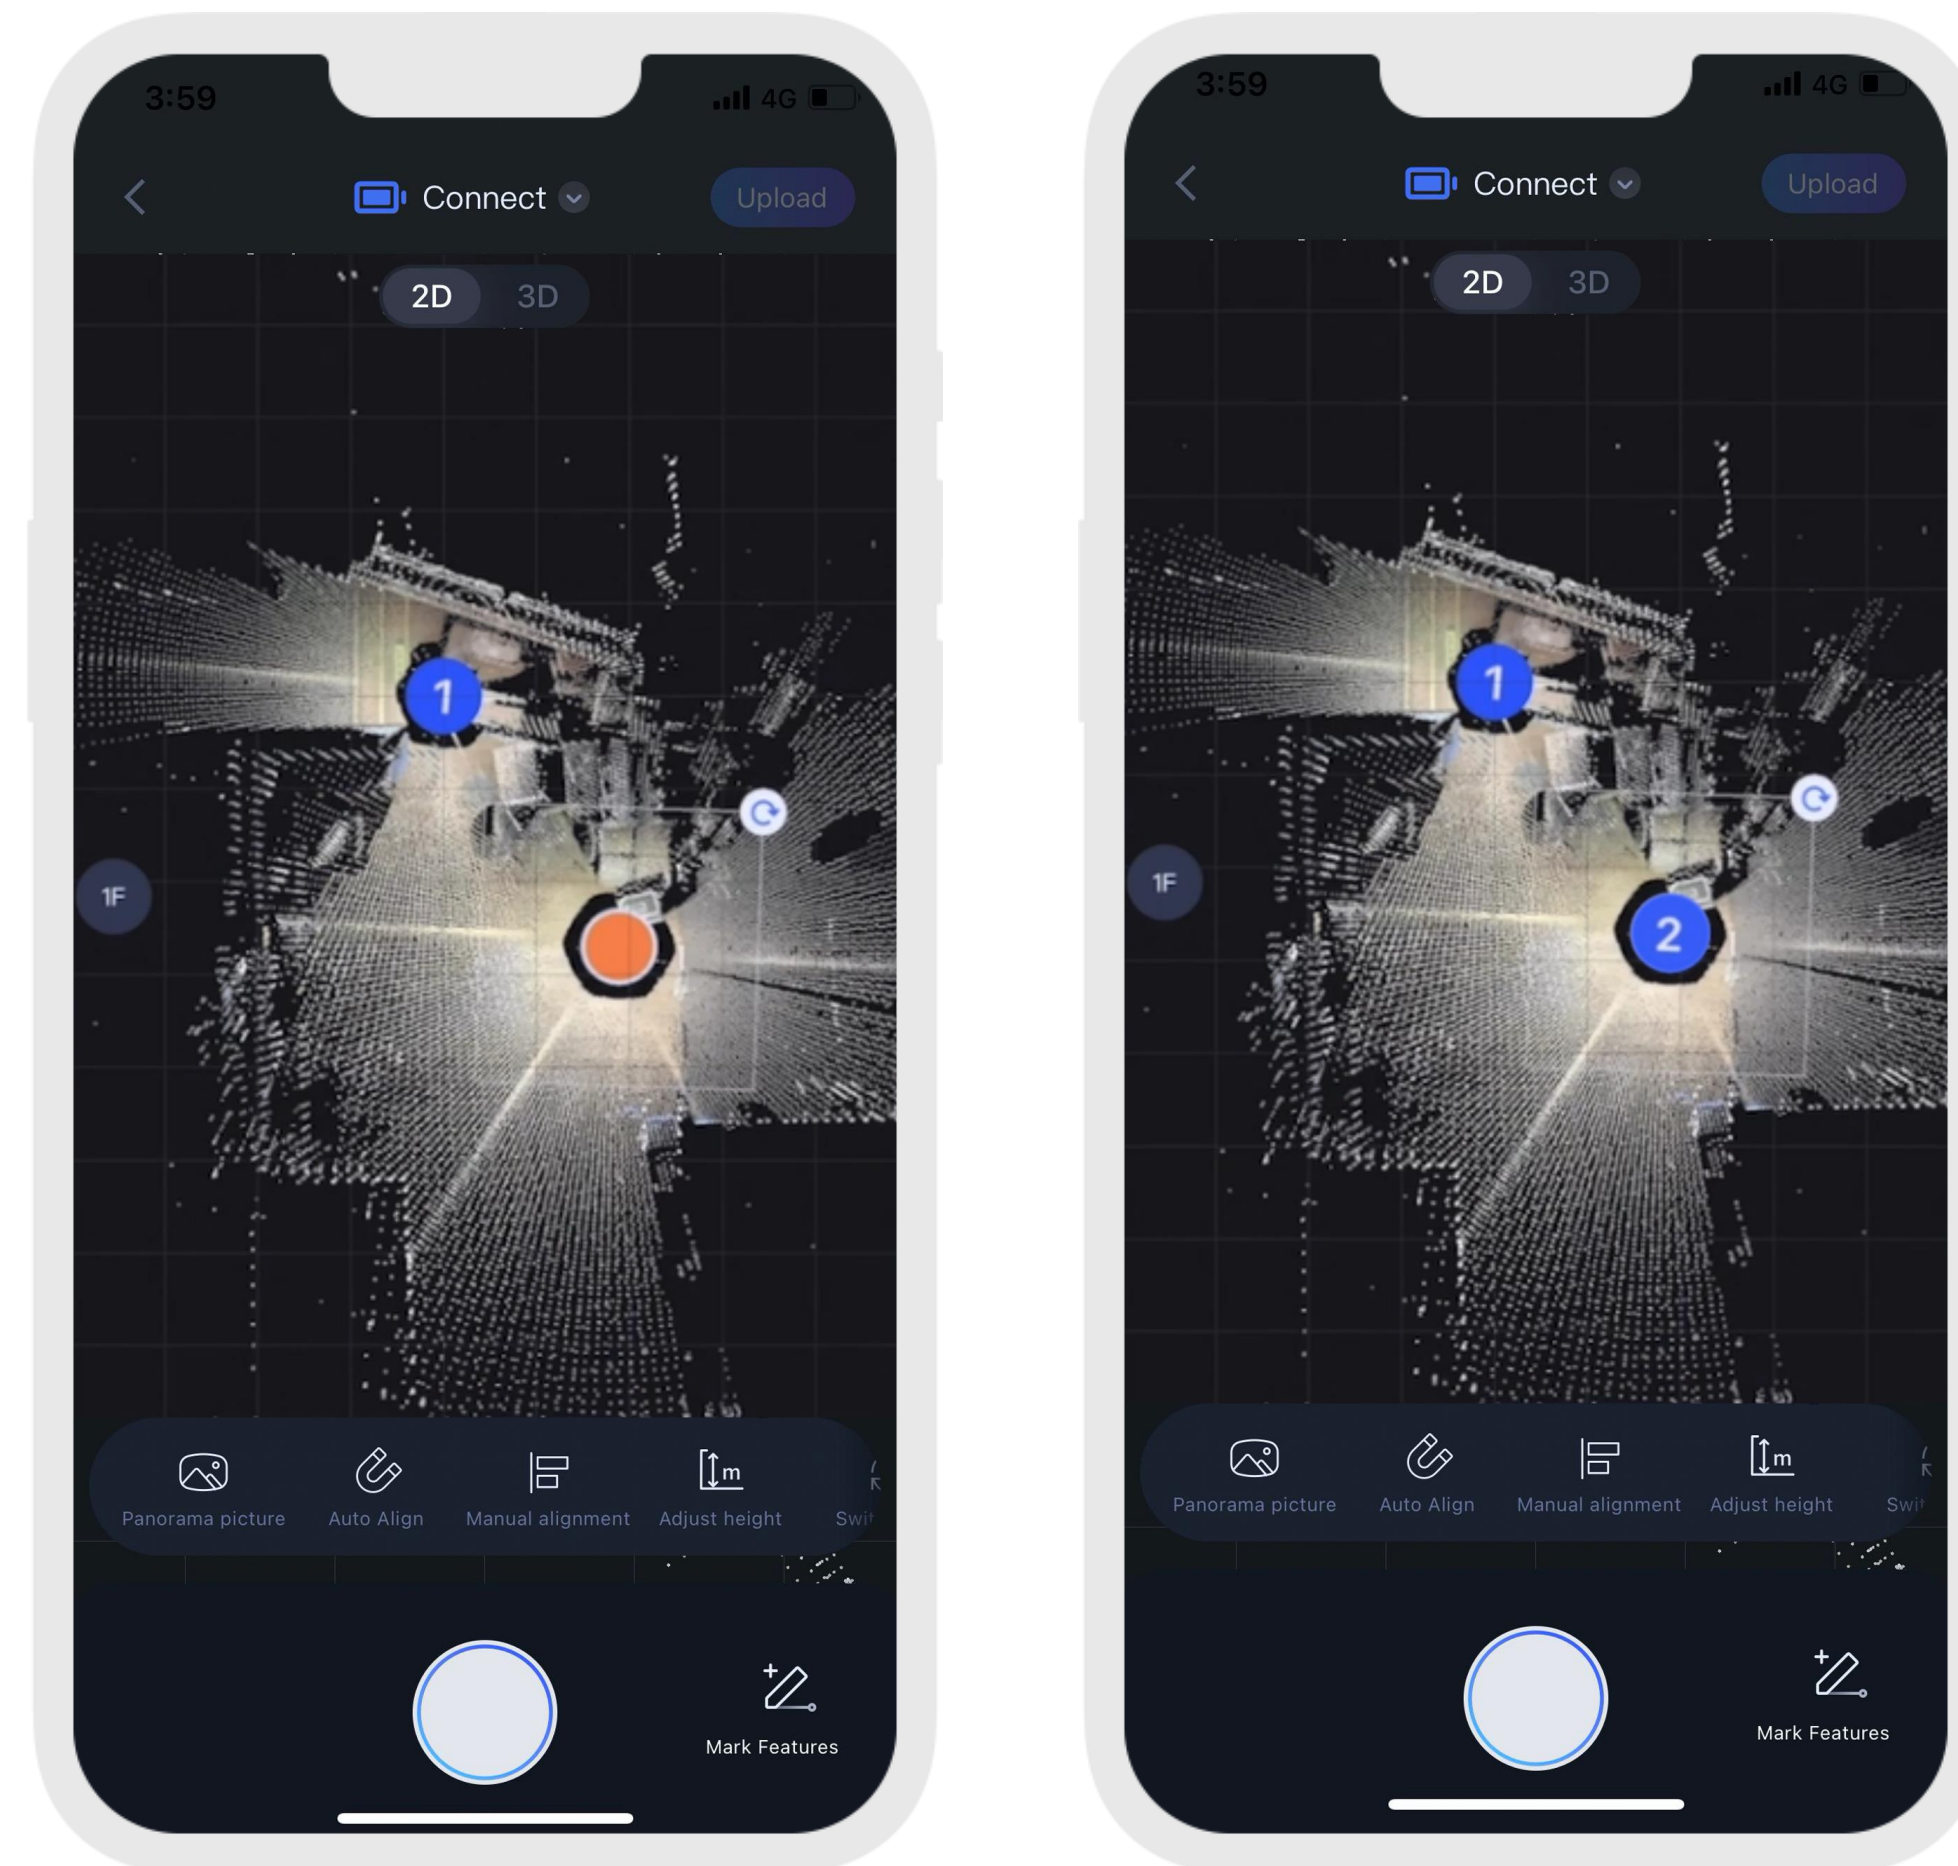 3:59 4G
Connect Upload
2D 3D
1
1F
Panorama picture Auto Align Manual alignment Adjust height Swit
m
Mark Features
3:59 4G
Connect Upload
2D 3D
1
1F
2
Panorama picture Auto Align Manual alignment Adjust height Swit
m
Mark Features